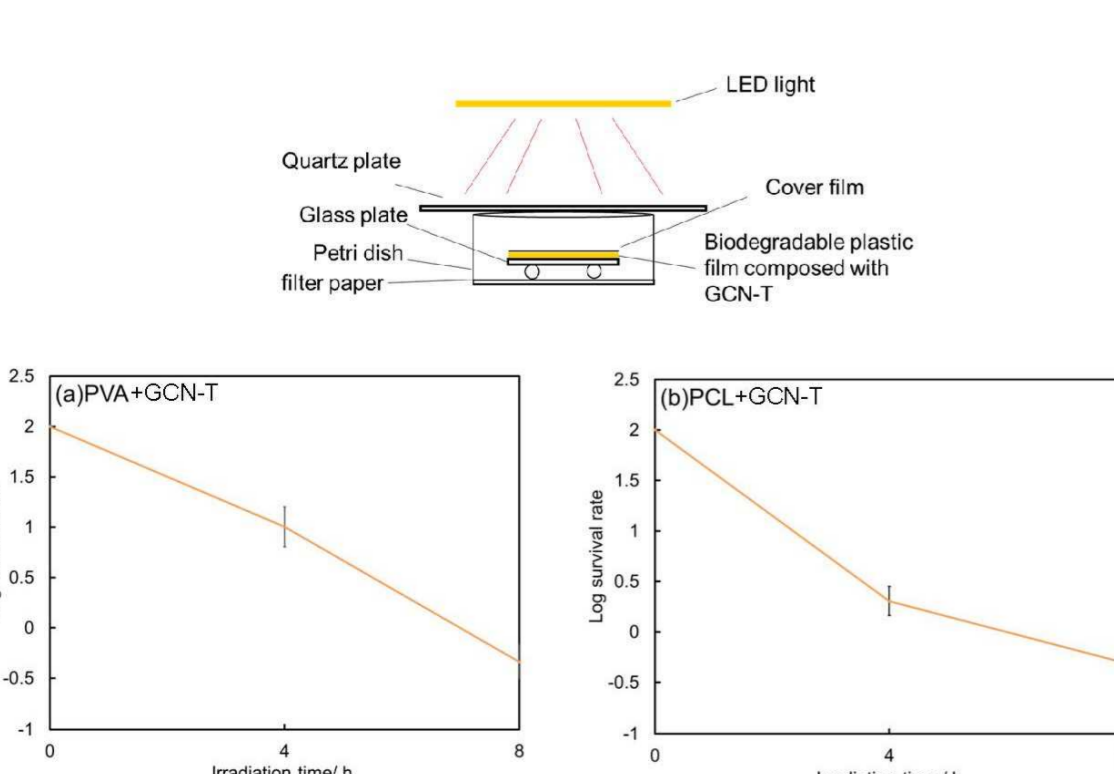 LED light
Quartz plate
Cover film
Glass plate
Petri dish
filter paper
Biodegradable plastic
film composed with
GCN-T
(a)PVA+GCN-T
2.5
2
1.5
1
0.5
0
-0.5
-1
0
4
8
Irradiation time/ h
(b)PCL+GCN-T
Log survival rate
2.5
2
1.5
1
0.5
0
-0.5
-1
0
4